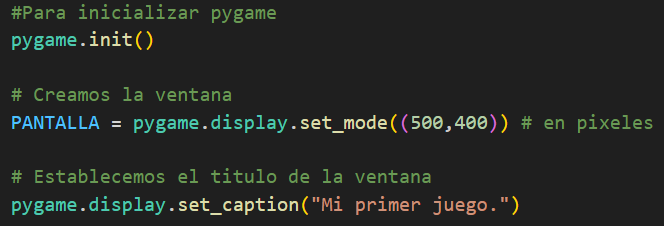 #Para inicializar pygame
pygame.init()
# Creamos la ventana
PANTALLA = pygame.display.set_mode((500,400)) # en pixeles
# Establecemos el titulo de la ventana
pygame.display.set_caption("Mi primer juego.")